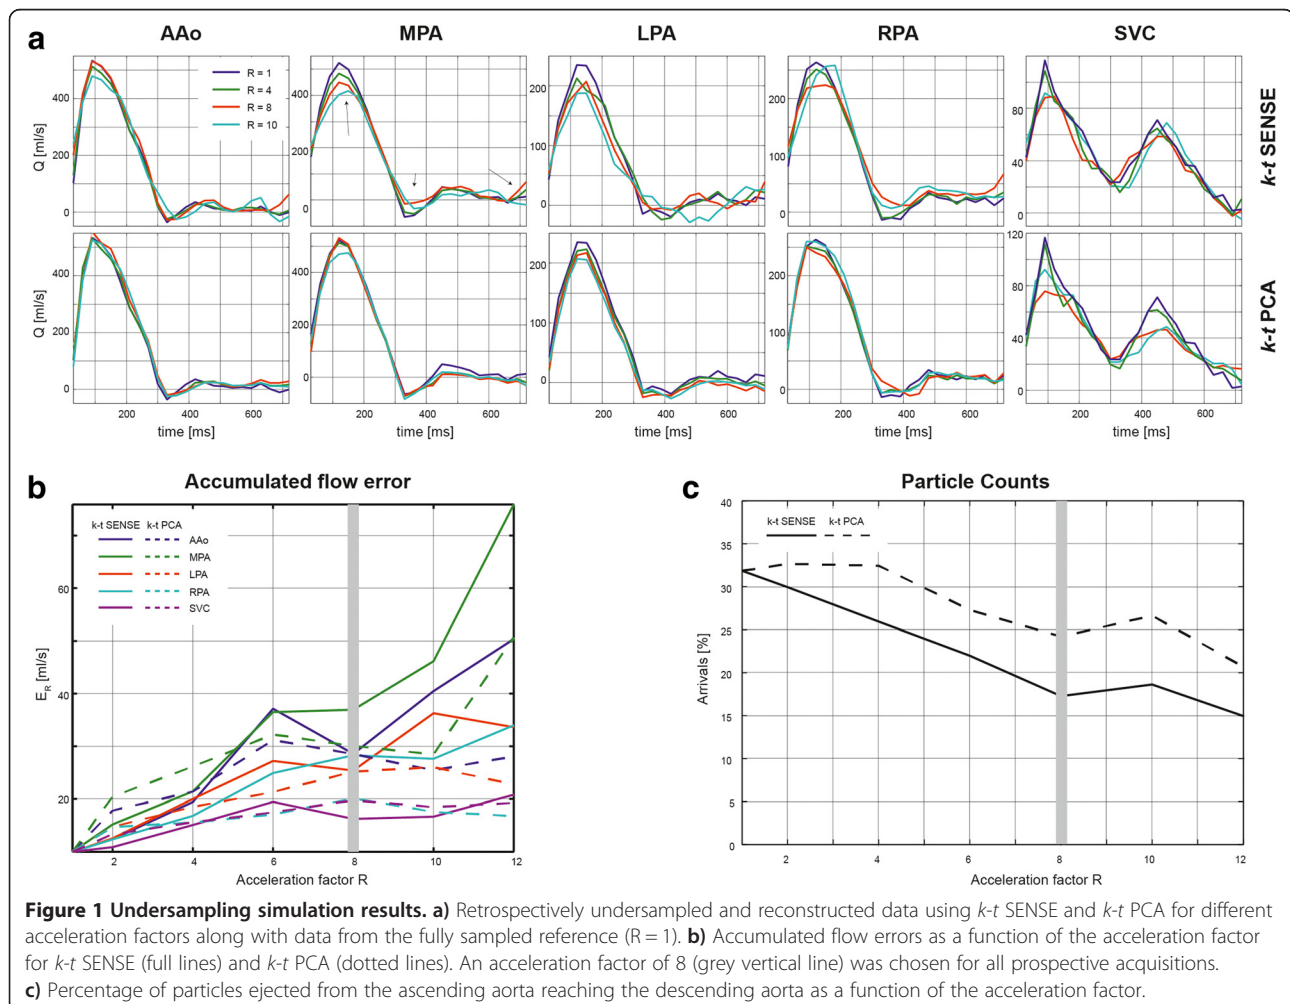 a
AAo MPA LPA RPA SVC
R = 1
R = 4
R = 8
R = 10
Q [ml/s]
400
200
0
400
200
0
200
100
0
200
100
0
80
40
0
k-t SENSE
Q [ml/s]
400
200
0
400
200
0
200
100
0
200
100
0
120
80
40
0
k-t PCA
200 400 600
200 400 600
200 400 600
200 400 600
200 400 600
time [ms] time [ms] time [ms] time [ms] time [ms]
b
Accumulated flow error
k-t SENSE k-t PCA
AAo
MPA
LPA
RPA
SVC
E_R [ml/s]
60
40
20
2 4 6 8 10 12
Acceleration factor R
c
Particle Counts
k-t SENSE k-t PCA
Arrivals [%]
40
35
30
25
20
15
10
5
0
2 4 6 8 10 12
Acceleration factor R
Figure 1 Undersampling simulation results. a) Retrospectively undersampled and reconstructed data using k-t SENSE and k-t PCA for different
acceleration factors along with data from the fully sampled reference (R = 1). b) Accumulated flow errors as a function of the acceleration factor
for k-t SENSE (full lines) and k-t PCA (dotted lines). An acceleration factor of 8 (grey vertical line) was chosen for all prospective acquisitions.
c) Percentage of particles ejected from the ascending aorta reaching the descending aorta as a function of the acceleration factor.